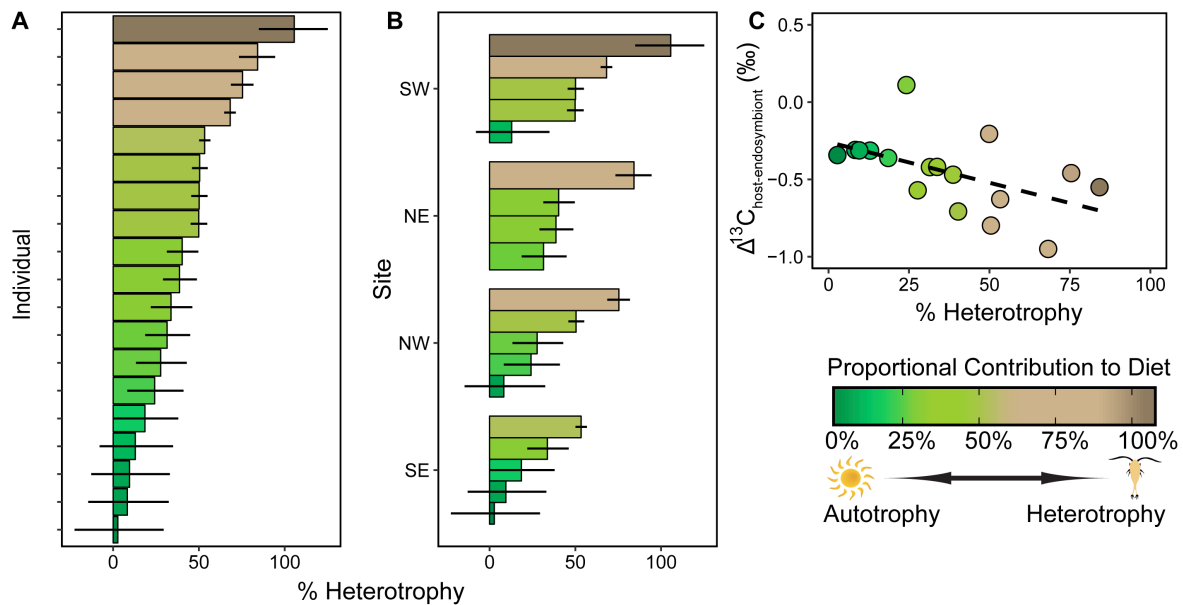 A
Individual
0
50
100
B
Site
SW
NE
NW
SE
0
50
100
% Heterotrophy
C
Δ¹³C host-endosymbiont (‰)
0.5
0.0
−0.5
−1.0
0
25
50
75
100
% Heterotrophy
Proportional Contribution to Diet
0% 25% 50% 75% 100%
Autotrophy Heterotrophy